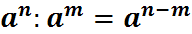 aⁿ: aᵐ = aⁿ⁻ᵐ